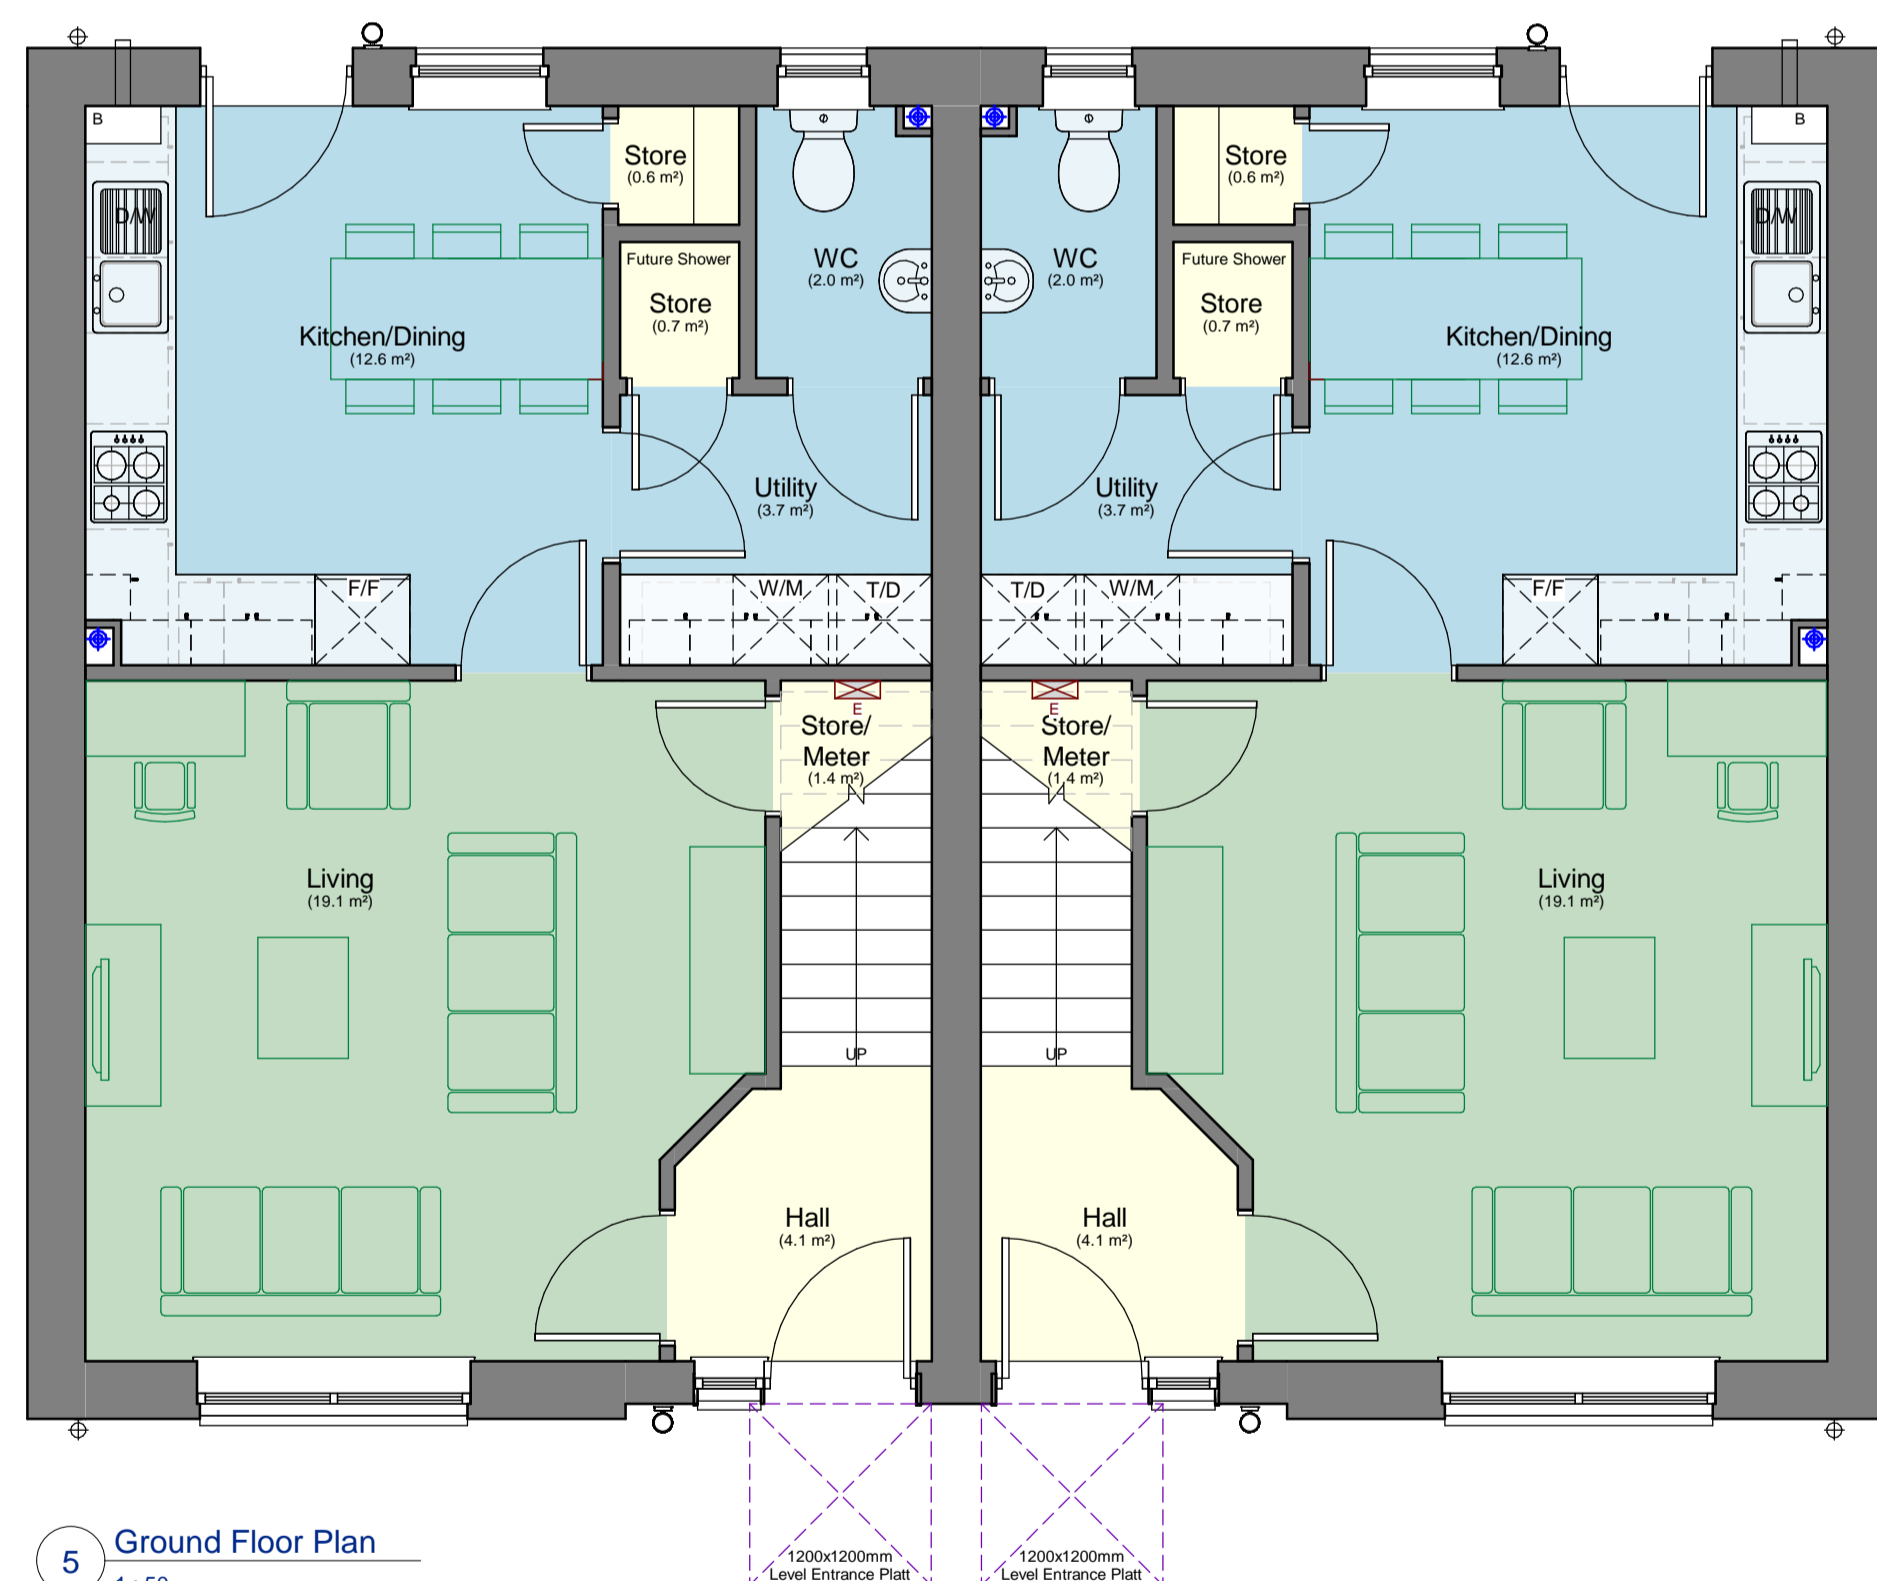 B
B
Store
(0.6 m²)
Store
(0.6 m²)
D/W
D/W
WC
(2.0 m²)
WC
(2.0 m²)
Future Shower
Store
(0.7 m²)
Future Shower
Store
(0.7 m²)
Kitchen/Dining
(12.6 m²)
Kitchen/Dining
(12.6 m²)
Utility
(3.7 m²)
Utility
(3.7 m²)
F/F
W/M
T/D
T/D
W/M
F/F
E
Store/
Meter
(1.4 m²)
E
Store/
Meter
(1.4 m²)
Living
(19.1 m²)
Living
(19.1 m²)
UP
UP
Hall
(4.1 m²)
Hall
(4.1 m²)
5
Ground Floor Plan
1 : 50
1200x1200mm
Level Entrance Platt
1200x1200mm
Level Entrance Platt